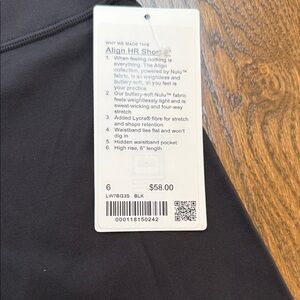 WHY WE MADE THIS
Align HR Short
1. When feeling nothing is
everything. The Align
collection, powered by Nulu™
fabric, is so weightless and
buttery soft, all you feel is
your practice
2. Our buttery-soft Nulu™ fabric
feels weightlessly light and is
sweat-wicking and four-way
stretch
3. Added Lycra® fibre for stretch
and shape retention
4. Waistband lies flat and won't
dig in
5. Hidden waistband pocket
6. High rise, 6" length
6 $58.00
LW7BG2S BLK
000118150242